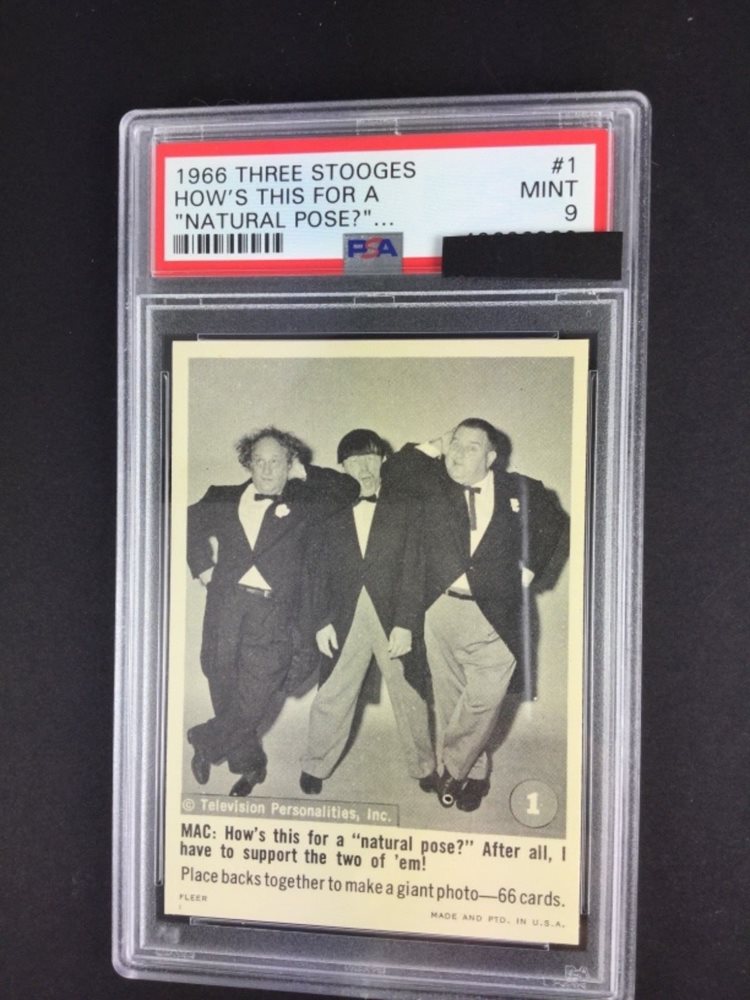 1966 THREE STOOGES #1
HOW'S THIS FOR A MINT
"NATURAL POSE?"... 9
PSA
© Television Personalities, Inc.
1
MAC: How's this for a "natural pose?" After all, I
have to support the two of 'em!
Place backs together to make a giant photo—66 cards.
FLEER
MADE AND PTD. IN U.S.A.